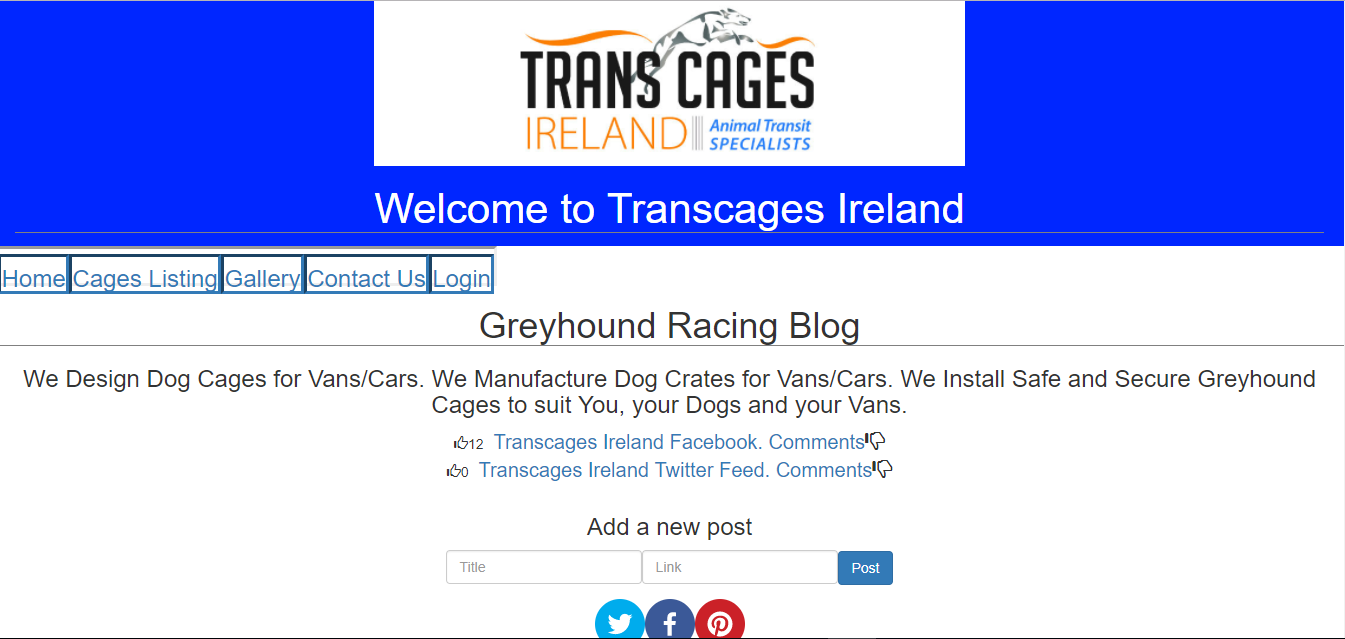 TRANS CAGES
IRELAND Animal Transit
SPECIALISTS
Welcome to Transcages Ireland
Home Cages Listing Gallery Contact Us Login
Greyhound Racing Blog
We Design Dog Cages for Vans/Cars. We Manufacture Dog Crates for Vans/Cars. We Install Safe and Secure Greyhound
Cages to suit You, your Dogs and your Vans.
12 Transcages Ireland Facebook. Comments
0 Transcages Ireland Twitter Feed. Comments
Add a new post
Title Link Post